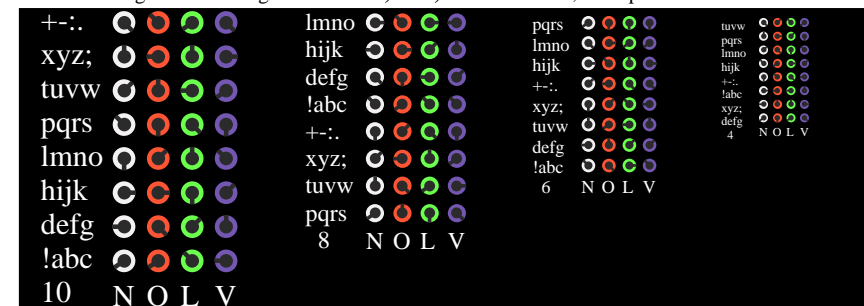 +-:.
xyz;
tuvw
pqrs
lmno
hijk
defg
!abc
10 N O L V
lmno
hijk
defg
!abc
+-:.
xyz;
tuvw
pqrs
8 N O L V
pqrs
lmno
hijk
+-:.
xyz;
tuvw
defg
!abc
6 N O L V
tuvw
pqrs
lmno
hijk
+-:.
!abc
xyz;
defg
4 N O L V